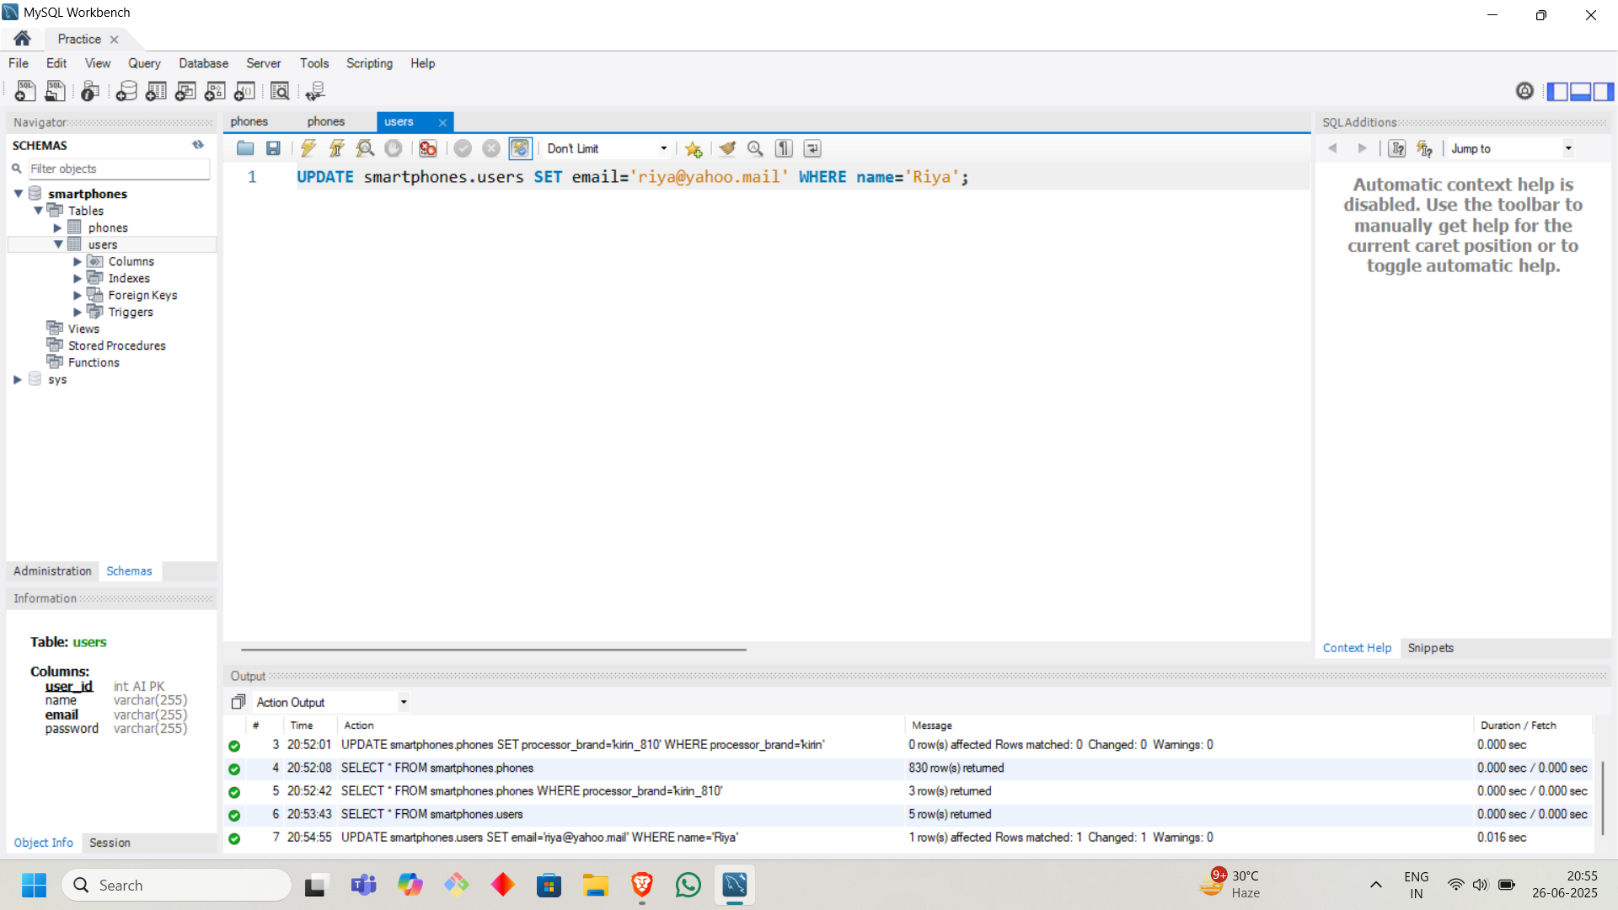 MySQL Workbench
Practice
File Edit View Query Database Server Tools Scripting Help
Navigator
SCHEMAS
Filter objects
smartphones
Tables
phones
users
Columns
Indexes
Foreign Keys
Triggers
Views
Stored Procedures
Functions
sys
Administration Schemas
Information
Table: users
Columns:
user_id int AI PK
name varchar(255)
email varchar(255)
password varchar(255)
Object Info Session
phones phones users
Don't Limit
1 UPDATE smartphones.users SET email='riya@yahoo.mail' WHERE name='Riya';
SQLAdditions
Jump to
Automatic context help is
disabled. Use the toolbar to
manually get help for the
current caret position or to
toggle automatic help.
Context Help Snippets
Output
Action Output
# Time Action Message Duration / Fetch
3 20:52:01 UPDATE smartphones.phones SET processor_brand='kirin_810' WHERE processor_brand='kirin' 0 row(s) affected Rows matched: 0 Changed: 0 Warnings: 0 0.000 sec
4 20:52:08 SELECT * FROM smartphones.phones 830 row(s) returned 0.000 sec / 0.000 sec
5 20:52:42 SELECT * FROM smartphones.phones WHERE processor_brand='kirin_810' 3 row(s) returned 0.000 sec / 0.000 sec
6 20:53:43 SELECT * FROM smartphones.users 5 row(s) returned 0.000 sec / 0.000 sec
7 20:54:55 UPDATE smartphones.users SET email='riya@yahoo.mail' WHERE name='Riya' 1 row(s) affected Rows matched: 1 Changed: 1 Warnings: 0 0.016 sec
Search
9+
30°C
Haze
ENG
IN
20:55
26-06-2025